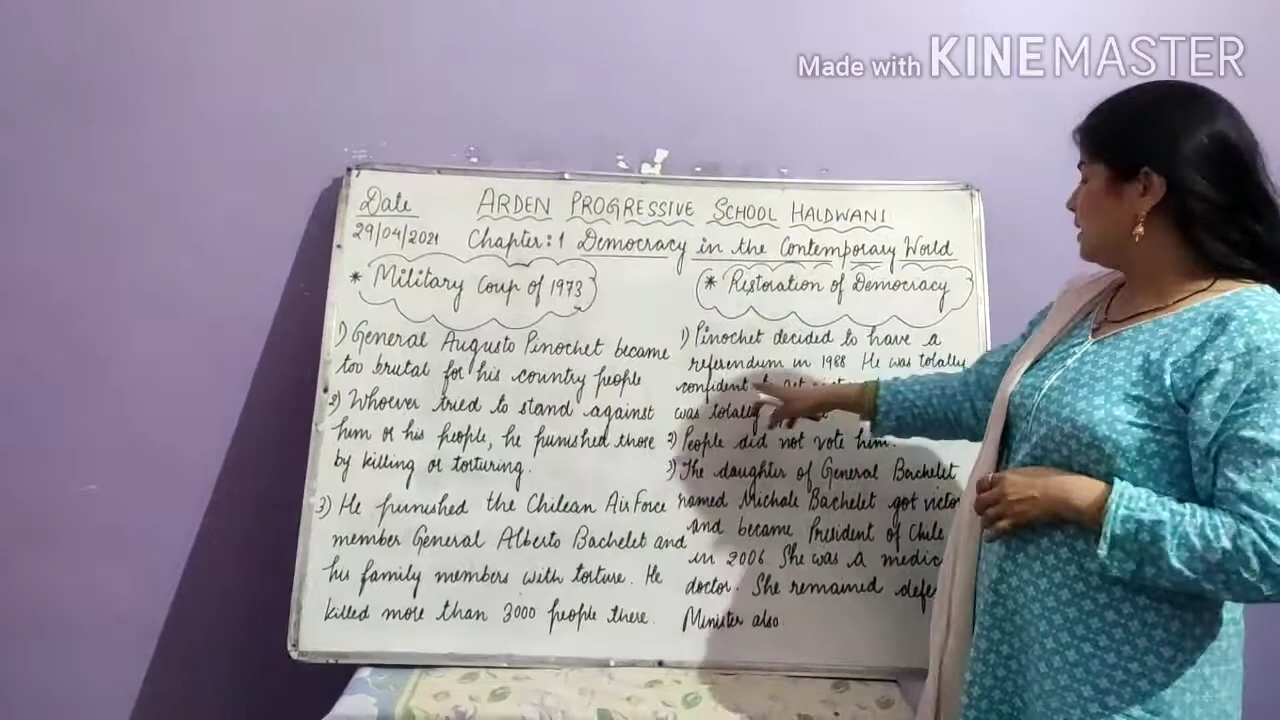 Made with KINEMASTER
Date ARDEN PROGRESSIVE SCHOOL HALDWANI
29/04/2021 Chapter:1 Democracy in the Contemporary World
* Military Coup of 1973
1) General Augusto Pinochet became
too brutal for his country people
2) Whoever tried to stand against
him or his people, he punished those
by killing or torturing.
3) He punished the Chilean Air Force
member General Alberto Bachelet and
his family members with torture. He
killed more than 3000 people there.
* Restoration of Democracy
1) Pinochet decided to have a
referendum in 1988 He was totally
confident
was totally
2) People did not vote him.
3) The daughter of General Bachelet
named Michale Bachelet got
and became President of Chile
in 2006. She was a
doctor. She remained
Minister also.